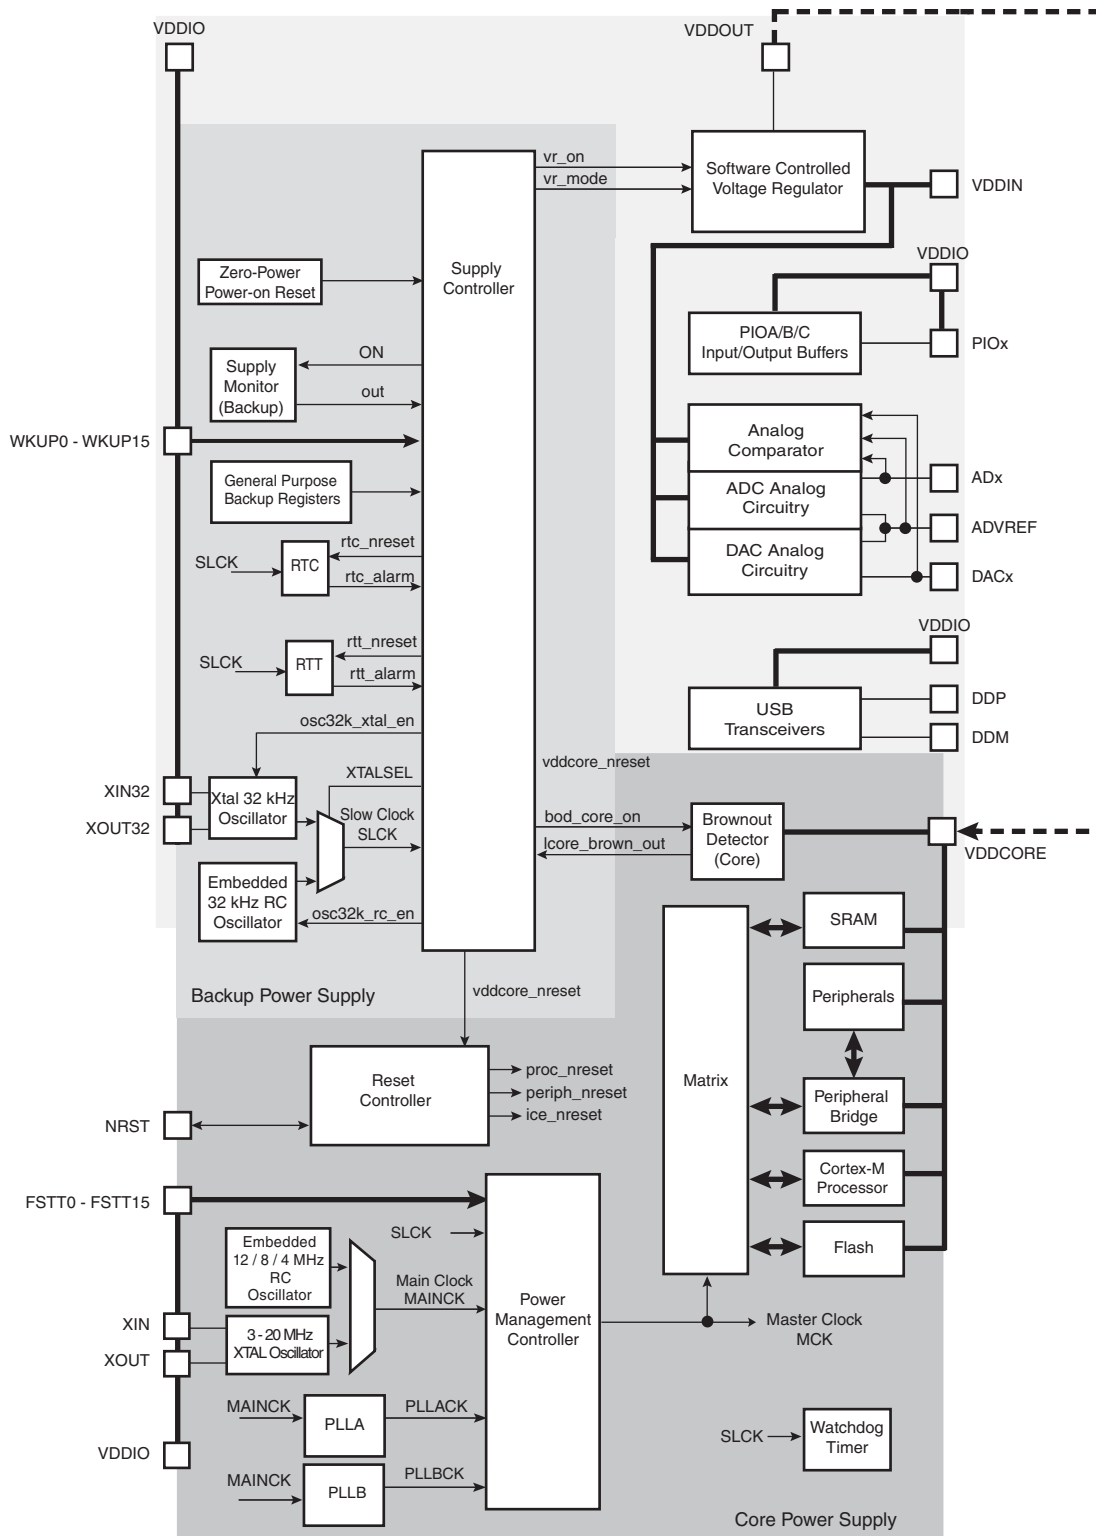 VDDIO
VDDOUT
vr_on
vr_mode
Software Controlled
Voltage Regulator
VDDIN
Supply
Controller
Zero-Power
Power-on Reset
VDDIO
PIOA/B/C
Input/Output Buffers
PIOx
ON
Supply
Monitor
(Backup)
out
WKUP0 - WKUP15
Analog
Comparator
General Purpose
Backup Registers
ADC Analog
Circuitry
ADx
ADVREF
rtc_nreset
SLCK
RTC
rtc_alarm
DAC Analog
Circuitry
DACx
VDDIO
rtt_nreset
SLCK
RTT
rtt_alarm
USB
Transceivers
DDP
DDM
osc32k_xtal_en
vddcore_nreset
XTALSEL
XIN32
Xtal 32 kHz
Oscillator
XOUT32
Slow Clock
SLCK
bod_core_on
lcore_brown_out
Brownout
Detector
(Core)
VDDCORE
Embedded
32 kHz RC
Oscillator
osc32k_rc_en
SRAM
Backup Power Supply
vddcore_nreset
Peripherals
Matrix
Reset
Controller
proc_nreset
periph_nreset
ice_nreset
NRST
Peripheral
Bridge
Cortex-M
Processor
FSTT0 - FSTT15
SLCK
Embedded
12 / 8 / 4 MHz
RC
Oscillator
Main Clock
MAINCK
Flash
Power
Management
Controller
XIN
3 - 20 MHz
XTAL Oscillator
XOUT
Master Clock
MCK
MAINCK
PLLA
PLLACK
VDDIO
SLCK
Watchdog
Timer
MAINCK
PLLB
PLLBCK
Core Power Supply